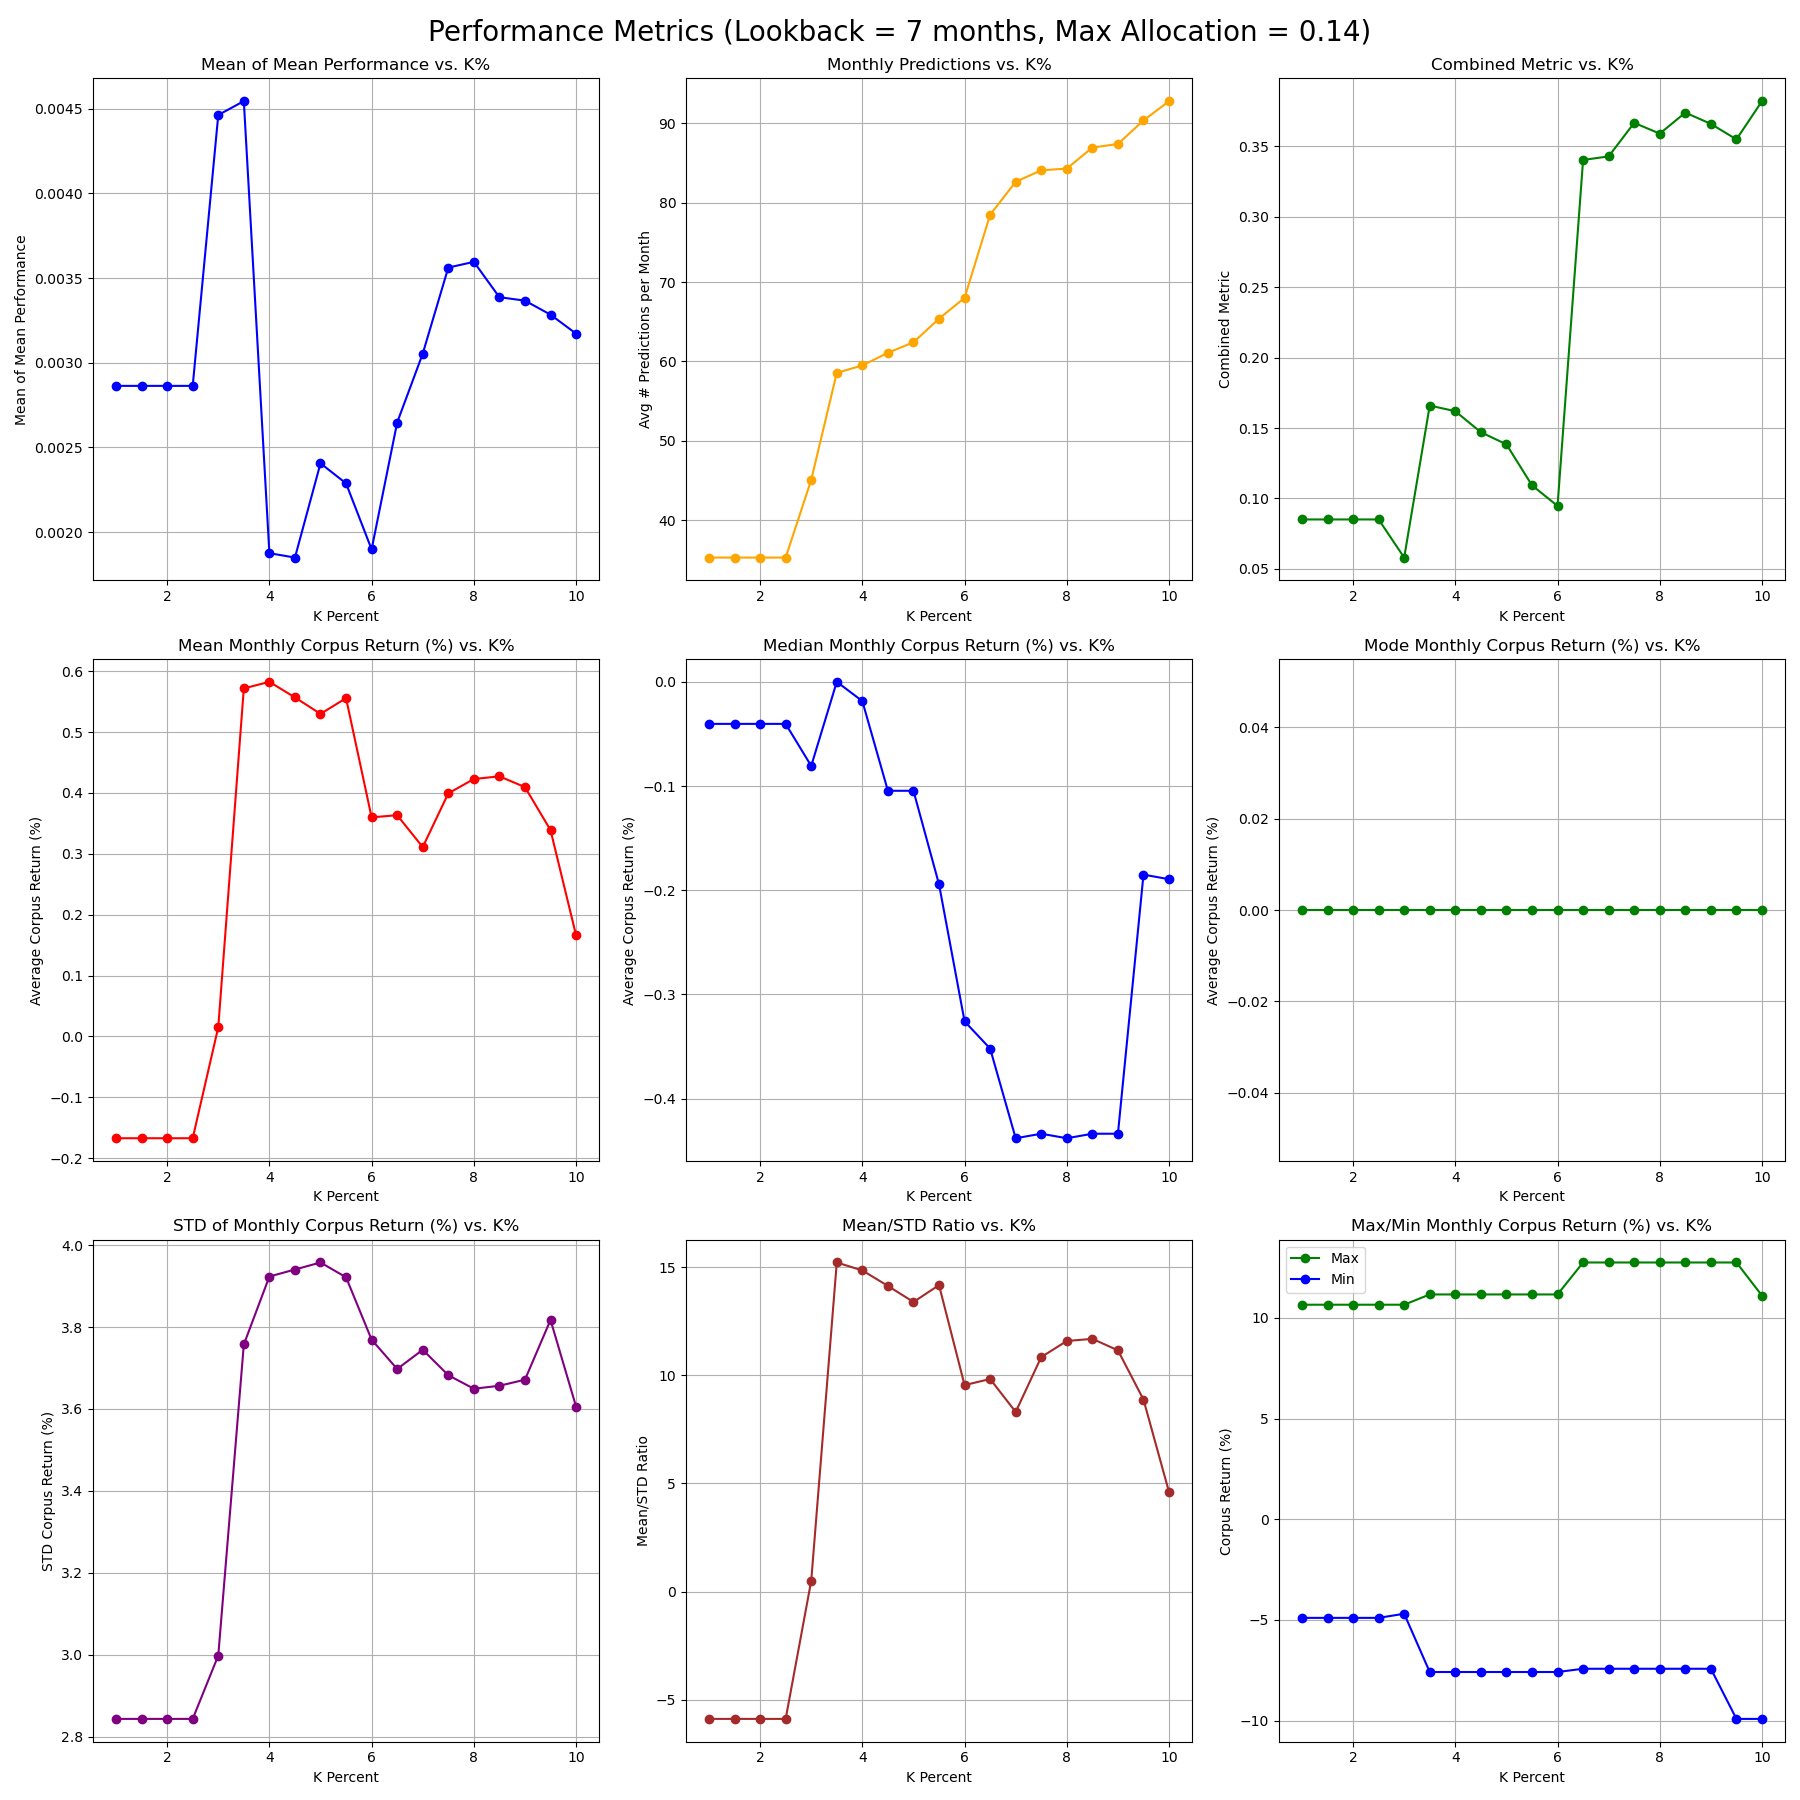 Performance Metrics (Lookback = 7 months, Max Allocation = 0.14)
Mean of Mean Performance vs. K%
Mean of Mean Performance
0.0045
0.0040
0.0035
0.0030
0.0025
0.0020
2 4 6 8 10
K Percent
Monthly Predictions vs. K%
Avg # Predictions per Month
90
80
70
60
50
40
2 4 6 8 10
K Percent
Combined Metric vs. K%
Combined Metric
0.35
0.30
0.25
0.20
0.15
0.10
0.05
2 4 6 8 10
K Percent
Mean Monthly Corpus Return (%) vs. K%
Average Corpus Return (%)
0.6
0.5
0.4
0.3
0.2
0.1
0.0
−0.1
−0.2
2 4 6 8 10
K Percent
Median Monthly Corpus Return (%) vs. K%
Average Corpus Return (%)
0.0
−0.1
−0.2
−0.3
−0.4
2 4 6 8 10
K Percent
Mode Monthly Corpus Return (%) vs. K%
Average Corpus Return (%)
0.04
0.02
0.00
−0.02
−0.04
2 4 6 8 10
K Percent
STD of Monthly Corpus Return (%) vs. K%
STD Corpus Return (%)
4.0
3.8
3.6
3.4
3.2
3.0
2.8
2 4 6 8 10
K Percent
Mean/STD Ratio vs. K%
Mean/STD Ratio
15
10
5
0
−5
2 4 6 8 10
K Percent
Max/Min Monthly Corpus Return (%) vs. K%
Max
Min
Corpus Return (%)
10
5
0
−5
−10
2 4 6 8 10
K Percent